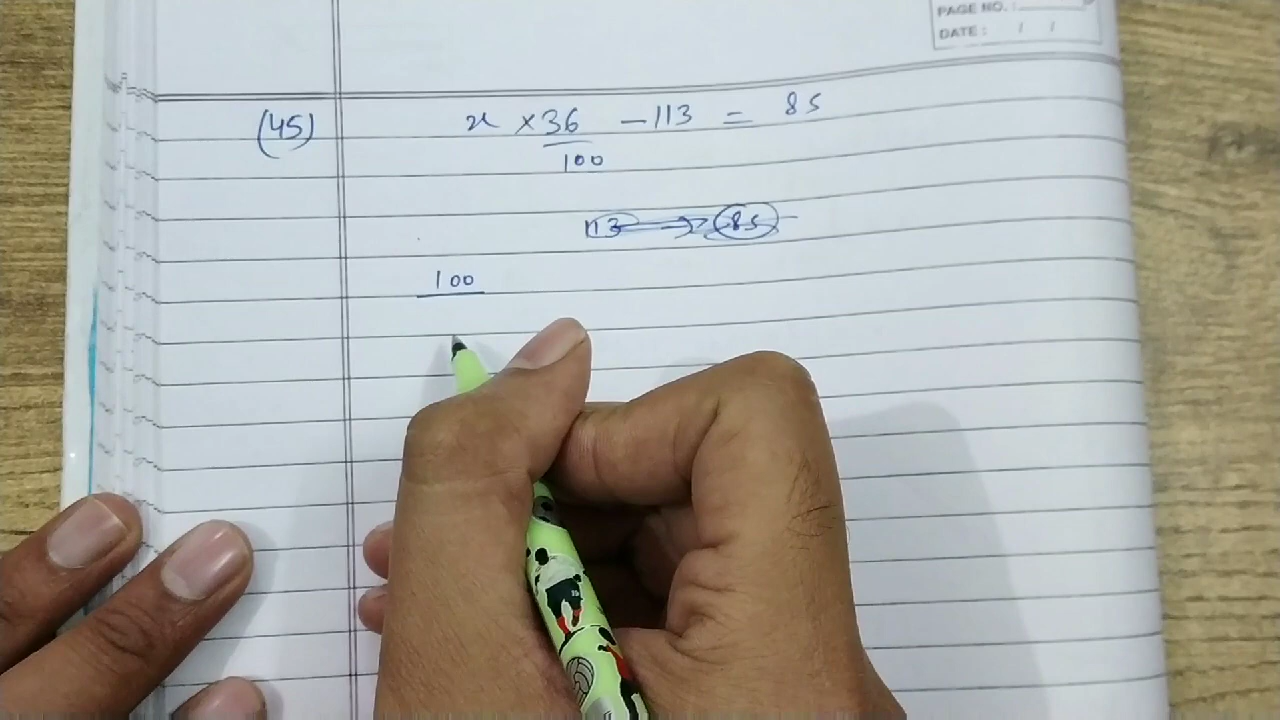 PAGE NO. :
DATE : / /
(45) x × 36 - 113 = 85
100
113 → 85
100